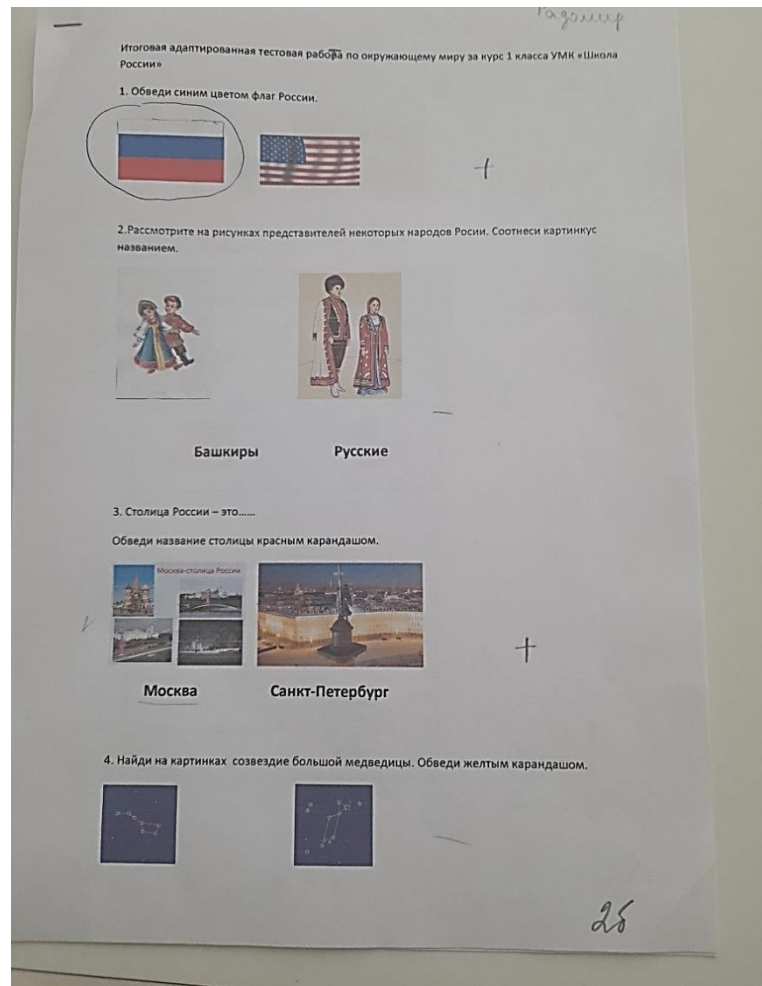 Радомир
Итоговая адаптированная тестовая работа по окружающему миру за курс 1 класса УМК «Школа
России»
1. Обведи синим цветом флаг России.
+
2.Рассмотрите на рисунках представителей некоторых народов Росии. Соотнеси картинкус
названием.
–
Башкиры Русские
3. Столица России – это......
Обведи название столицы красным карандашом.
Москва-столица России
+
Москва Санкт-Петербург
4. Найди на картинках созвездие большой медведицы. Обведи желтым карандашом.
–
2б